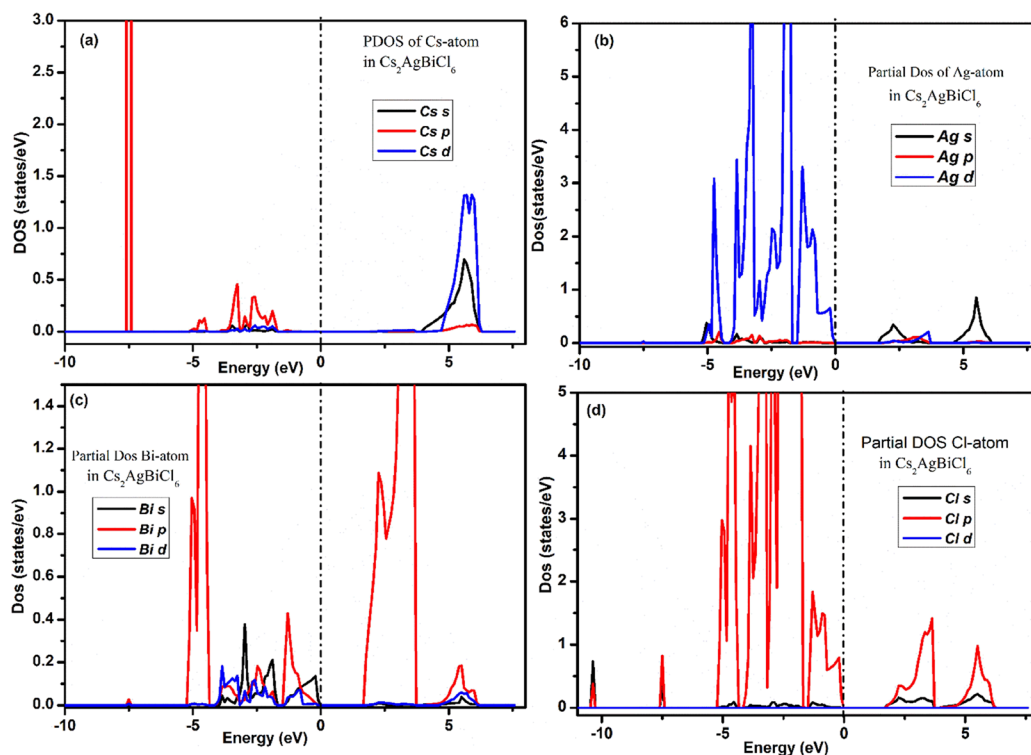 (a)
PDOS of Cs-atom
in Cs₂AgBiCl₆
Cs s
Cs p
Cs d
DOS (states/eV)
3.0
2.5
2.0
1.5
1.0
0.5
0.0
-10
-5
0
5
Energy (eV)
(b)
Partial Dos of Ag-atom
in Cs₂AgBiCl₆
Ag s
Ag p
Ag d
Dos(states/eV)
6
5
4
3
2
1
0
-10
-5
0
5
Energy (eV)
(c)
Partial Dos Bi-atom
in Cs₂AgBiCl₆
Bi s
Bi p
Bi d
Dos (states/ev)
1.4
1.2
1.0
0.8
0.6
0.4
0.2
0.0
-10
-5
0
5
Energy (eV)
(d)
Partial DOS Cl-atom
in Cs₂AgBiCl₆
Cl s
Cl p
Cl d
Dos (states/eV)
5
4
3
2
1
0
-10
-5
0
5
Energy (eV)